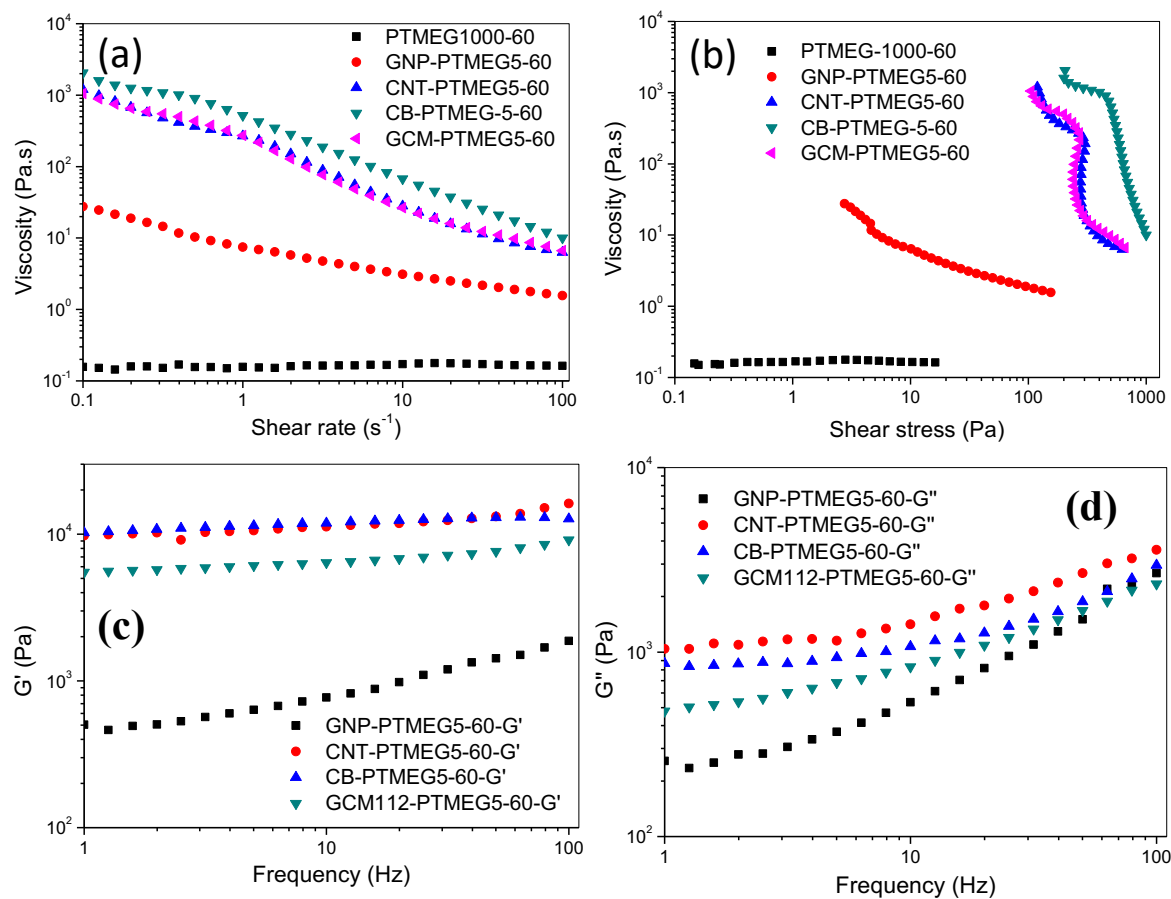 (a)
PTMEG1000-60
GNP-PTMEG5-60
CNT-PTMEG5-60
CB-PTMEG-5-60
GCM-PTMEG5-60
Viscosity (Pa.s)
10^4
10^3
10^2
10^1
10^0
10^-1
0.1 1 10 100
Shear rate (s^-1)
(b)
PTMEG-1000-60
GNP-PTMEG5-60
CNT-PTMEG5-60
CB-PTMEG-5-60
GCM-PTMEG5-60
Viscosity (Pa.s)
10^4
10^3
10^2
10^1
10^0
10^-1
0.1 1 10 100 1000
Shear stress (Pa)
(c)
G' (Pa)
10^4
10^3
10^2
GNP-PTMEG5-60-G'
CNT-PTMEG5-60-G'
CB-PTMEG5-60-G'
GCM112-PTMEG5-60-G'
1 10 100
Frequency (Hz)
(d)
GNP-PTMEG5-60-G"
CNT-PTMEG5-60-G"
CB-PTMEG5-60-G"
GCM112-PTMEG5-60-G"
G" (Pa)
10^4
10^3
10^2
1 10 100
Frequency (Hz)